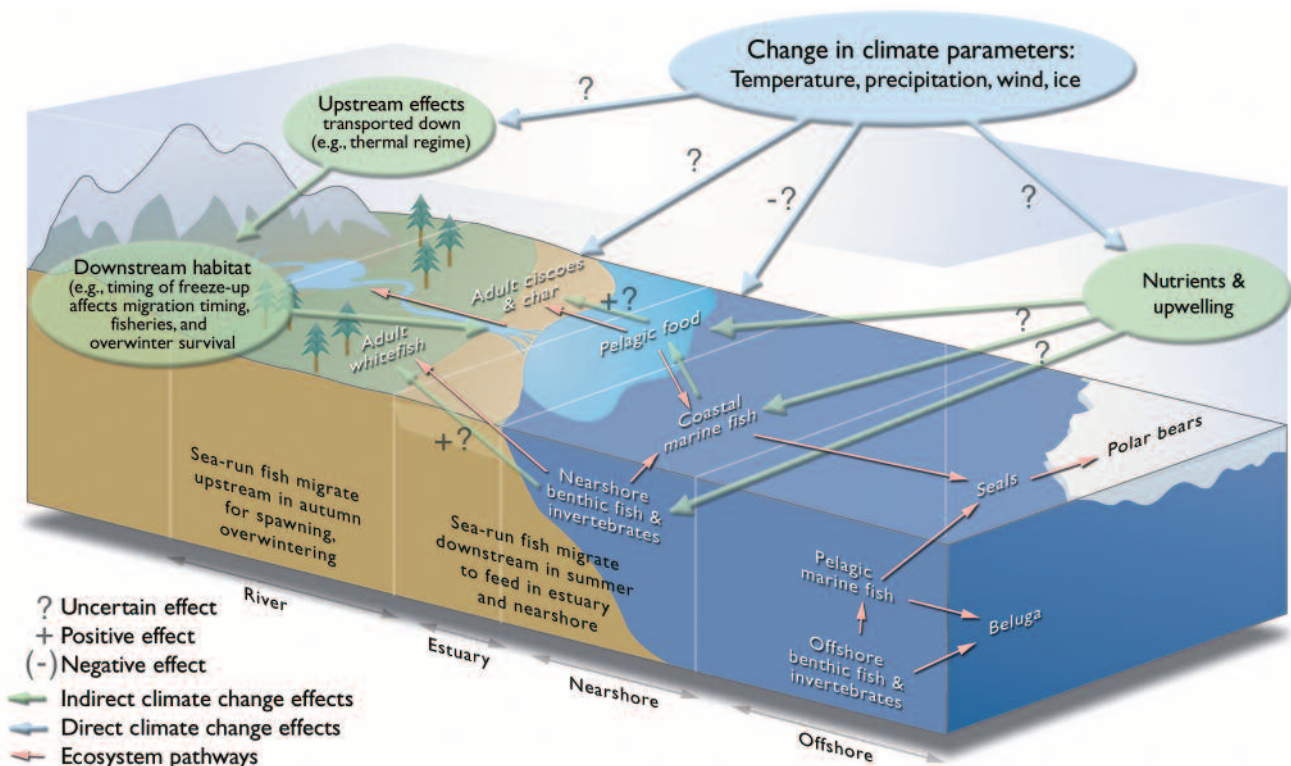 Change in climate parameters:
Temperature, precipitation, wind, ice
?
Upstream effects
transported down
(e.g., thermal regime)
?
-?
?
Downstream habitat
(e.g., timing of freeze-up
affects migration timing,
fisheries, and
overwinter survival
Nutrients &
upwelling
Adult ciscoes
& char
+?
Pelagic food
?
?
Adult
whitefish
Coastal
marine fish
+?
Polar bears
Seals
Nearshore
benthic fish &
invertebrates
Sea-run fish migrate
upstream in autumn
for spawning,
overwintering
Sea-run fish migrate
downstream in summer
to feed in estuary
and nearshore
Pelagic
marine fish
Beluga
Offshore
benthic fish &
invertebrates
River
Estuary
Nearshore
Offshore
? Uncertain effect
+ Positive effect
(-) Negative effect
Indirect climate change effects
Direct climate change effects
Ecosystem pathways